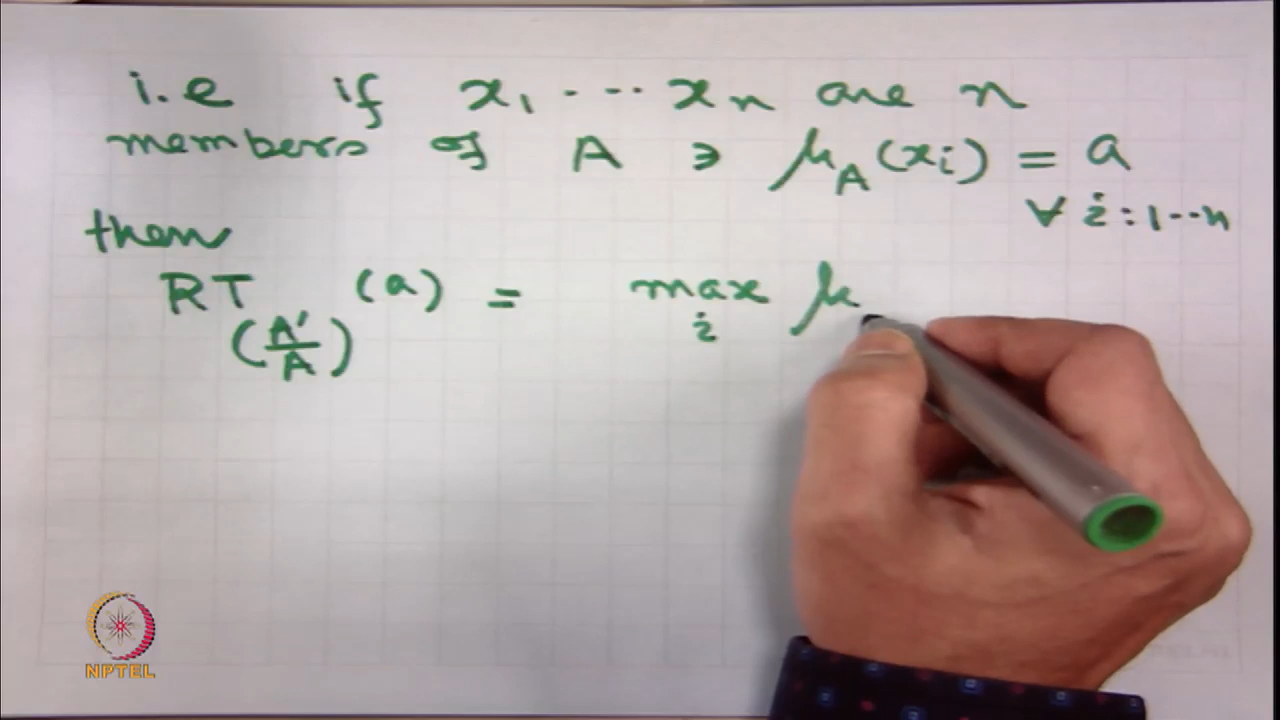 i.e if x₁ ... xₙ are n
members of A ∋ μ_A(xᵢ) = a
∀ i : 1--n
then
RT_(A'/A) (a) = max_i μ
NPTEL